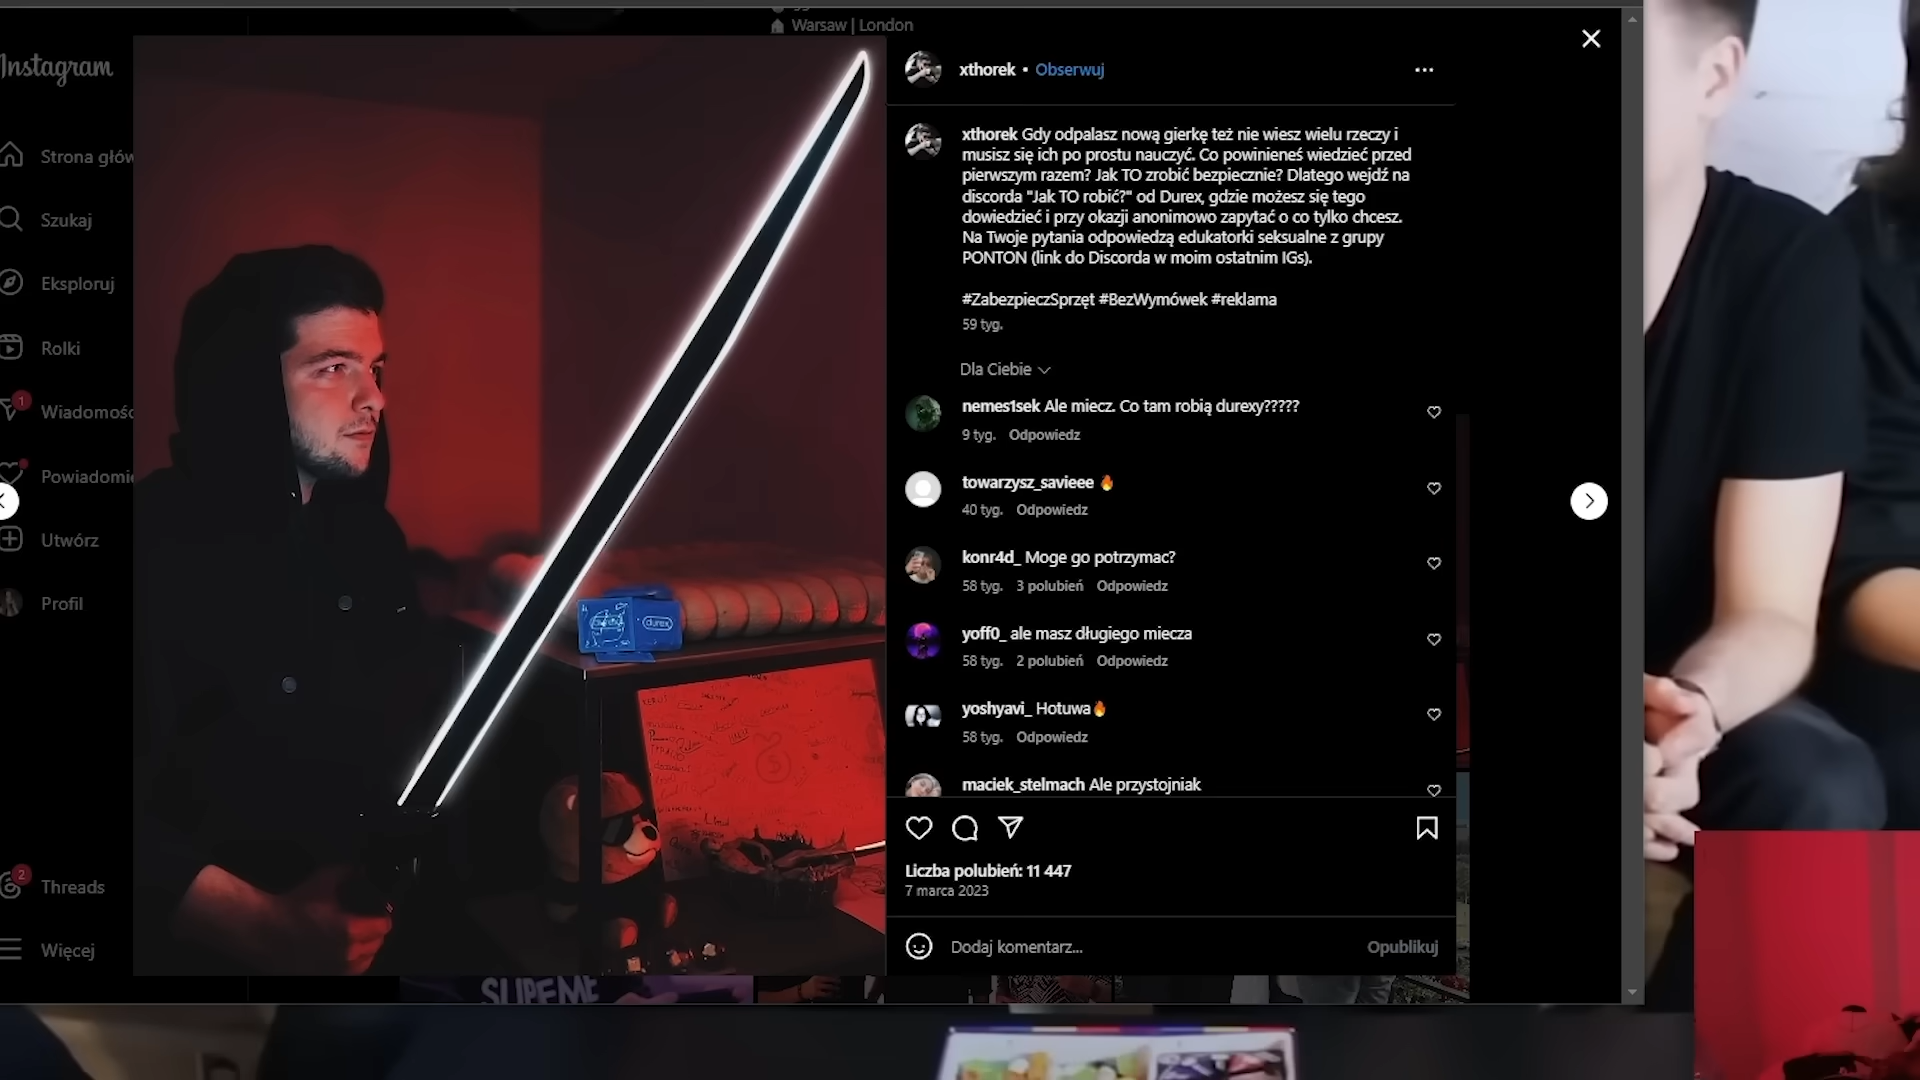 Warsaw | London
Instagram
xthorek • Obserwuj
xthorek Gdy odpalasz nową gierkę też nie wiesz wielu rzeczy i
musisz się ich po prostu nauczyć. Co powinieneś wiedzieć przed
pierwszym razem? Jak TO zrobić bezpiecznie? Dlatego wejdź na
discorda "Jak TO robić?" od Durex, gdzie możesz się tego
dowiedzieć i przy okazji anonimowo zapytać o co tylko chcesz.
Na Twoje pytania odpowiedzą edukatorki seksualne z grupy
PONTON (link do Discorda w moim ostatnim IGs).
#ZabezpieczSprzęt #BezWymówek #reklama
59 tyg.
Dla Ciebie
nemes1sek Ale miecz. Co tam robią durexy?????
9 tyg. Odpowiedz
towarzysz_savieee 🔥
40 tyg. Odpowiedz
konr4d_ Moge go potrzymac?
58 tyg. 3 polubień Odpowiedz
yoff0_ ale masz długiego miecza
58 tyg. 2 polubień Odpowiedz
yoshyavi_ Hotuwa🔥
58 tyg. Odpowiedz
maciek_stelmach Ale przystojniak
Liczba polubień: 11 447
7 marca 2023
Dodaj komentarz...
Opublikuj
Strona głów
Szukaj
Eksploruj
Rolki
1
Wiadomośc
Powiadomie
Utwórz
Profil
2
Threads
Więcej
durex
SUPEME